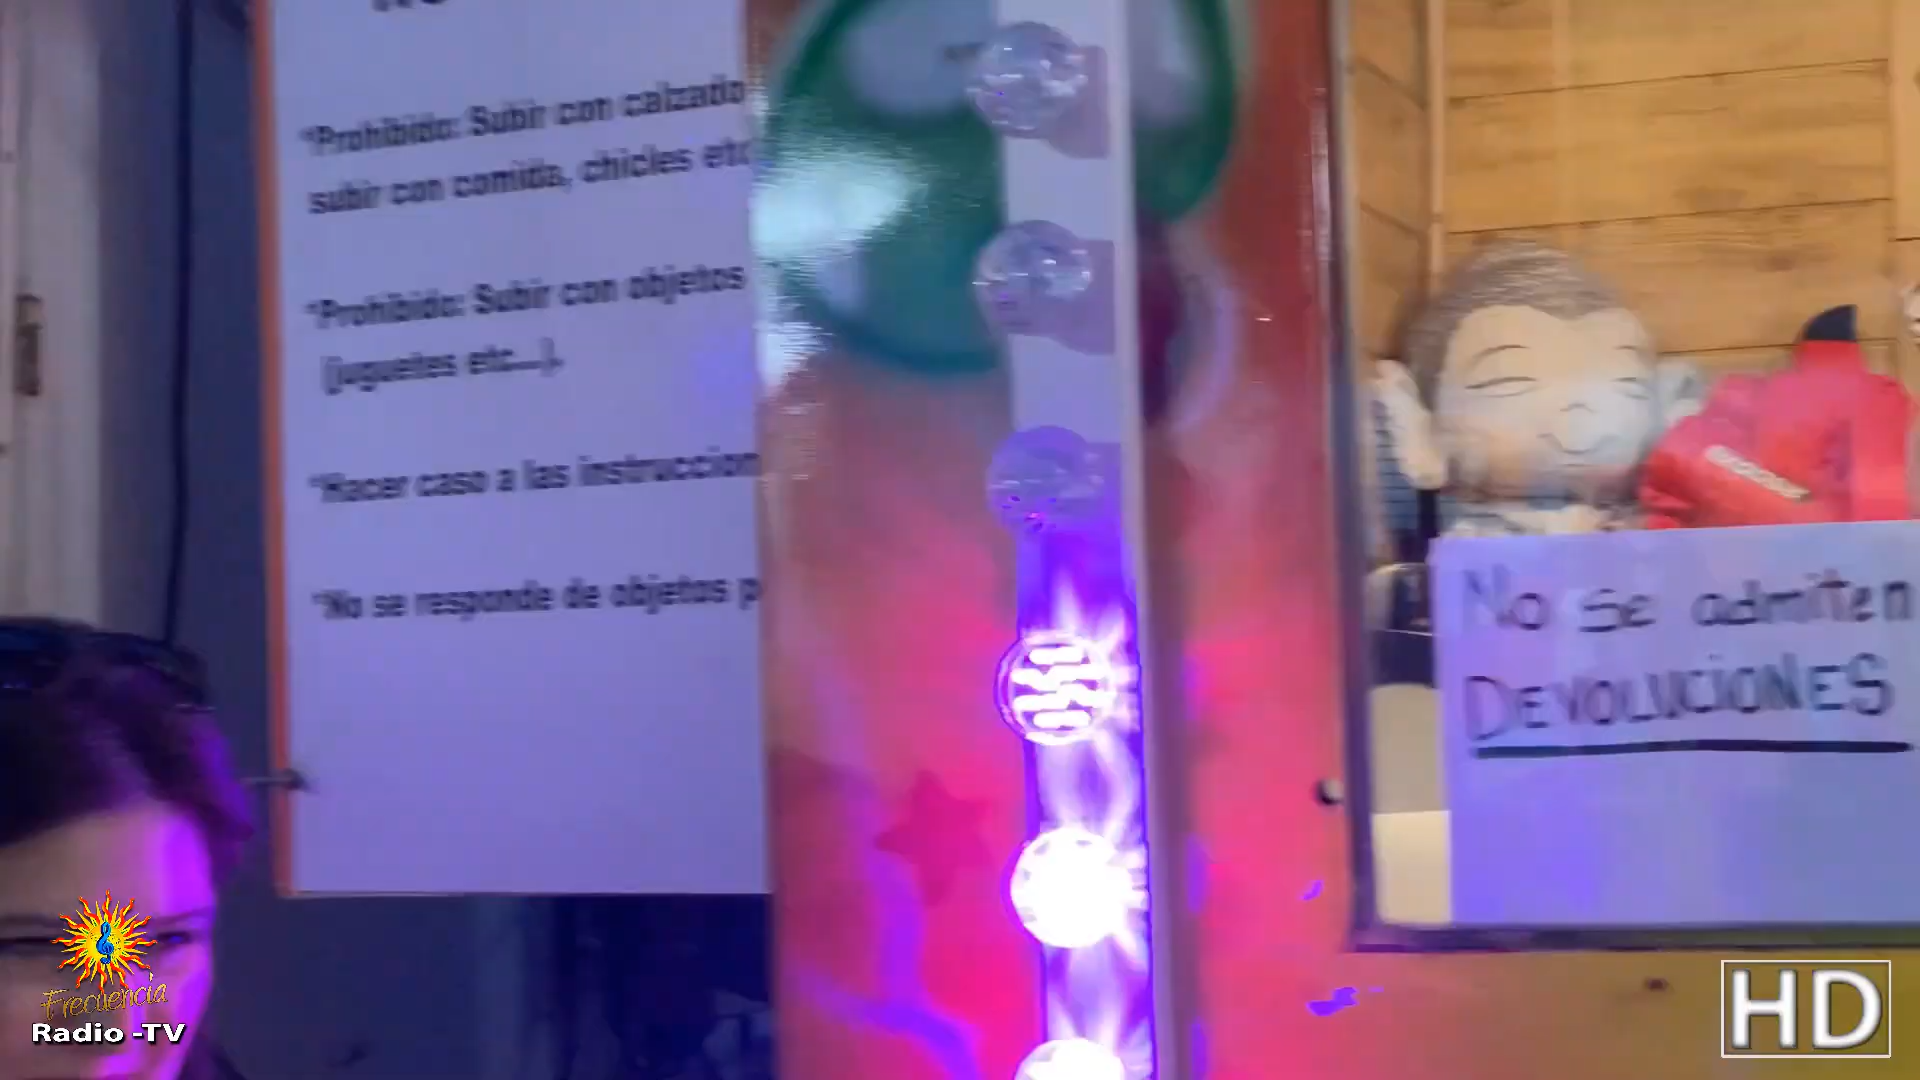 *Prohibido: Subir con calzado
subir con comida, chicles etc
*Prohibido: Subir con objetos
(juguetes etc...).
*Hacer caso a las instruccion
*No se responde de objetos p
No se admiten
DEVOLUCIONES
Frecuencia
Radio -TV
HD